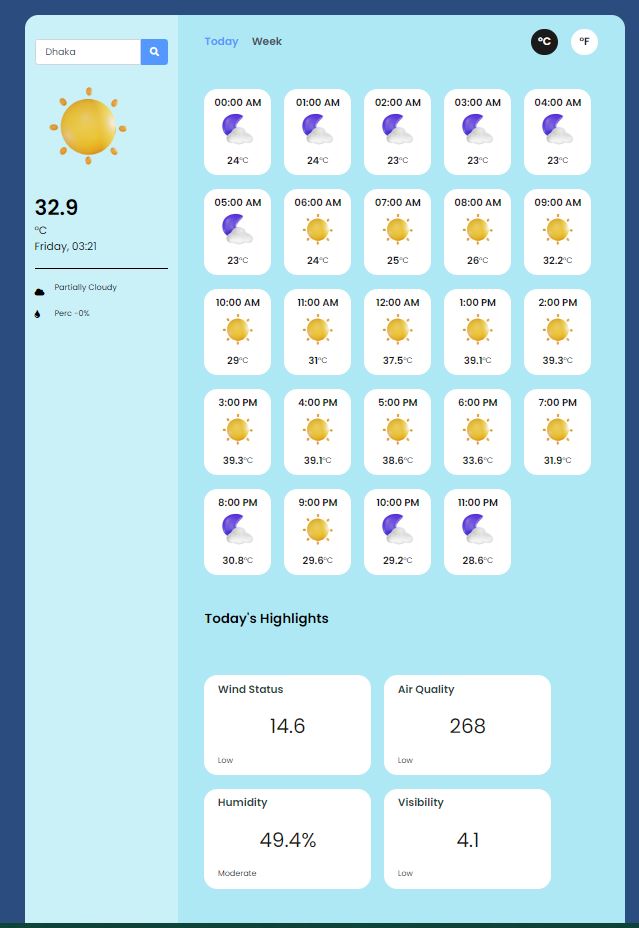 Dhaka
32.9
°C
Friday, 03:21
Partially Cloudy
Perc -0%
Today Week
°C °F
00:00 AM 01:00 AM 02:00 AM 03:00 AM 04:00 AM
24°C 24°C 23°C 23°C 23°C
05:00 AM 06:00 AM 07:00 AM 08:00 AM 09:00 AM
23°C 24°C 25°C 26°C 32.2°C
10:00 AM 11:00 AM 12:00 AM 1:00 PM 2:00 PM
29°C 31°C 37.5°C 39.1°C 39.3°C
3:00 PM 4:00 PM 5:00 PM 6:00 PM 7:00 PM
39.3°C 39.1°C 38.6°C 33.6°C 31.9°C
8:00 PM 9:00 PM 10:00 PM 11:00 PM
30.8°C 29.6°C 29.2°C 28.6°C
Today's Highlights
Wind Status Air Quality
14.6 268
Low Low
Humidity Visibility
49.4% 4.1
Moderate Low